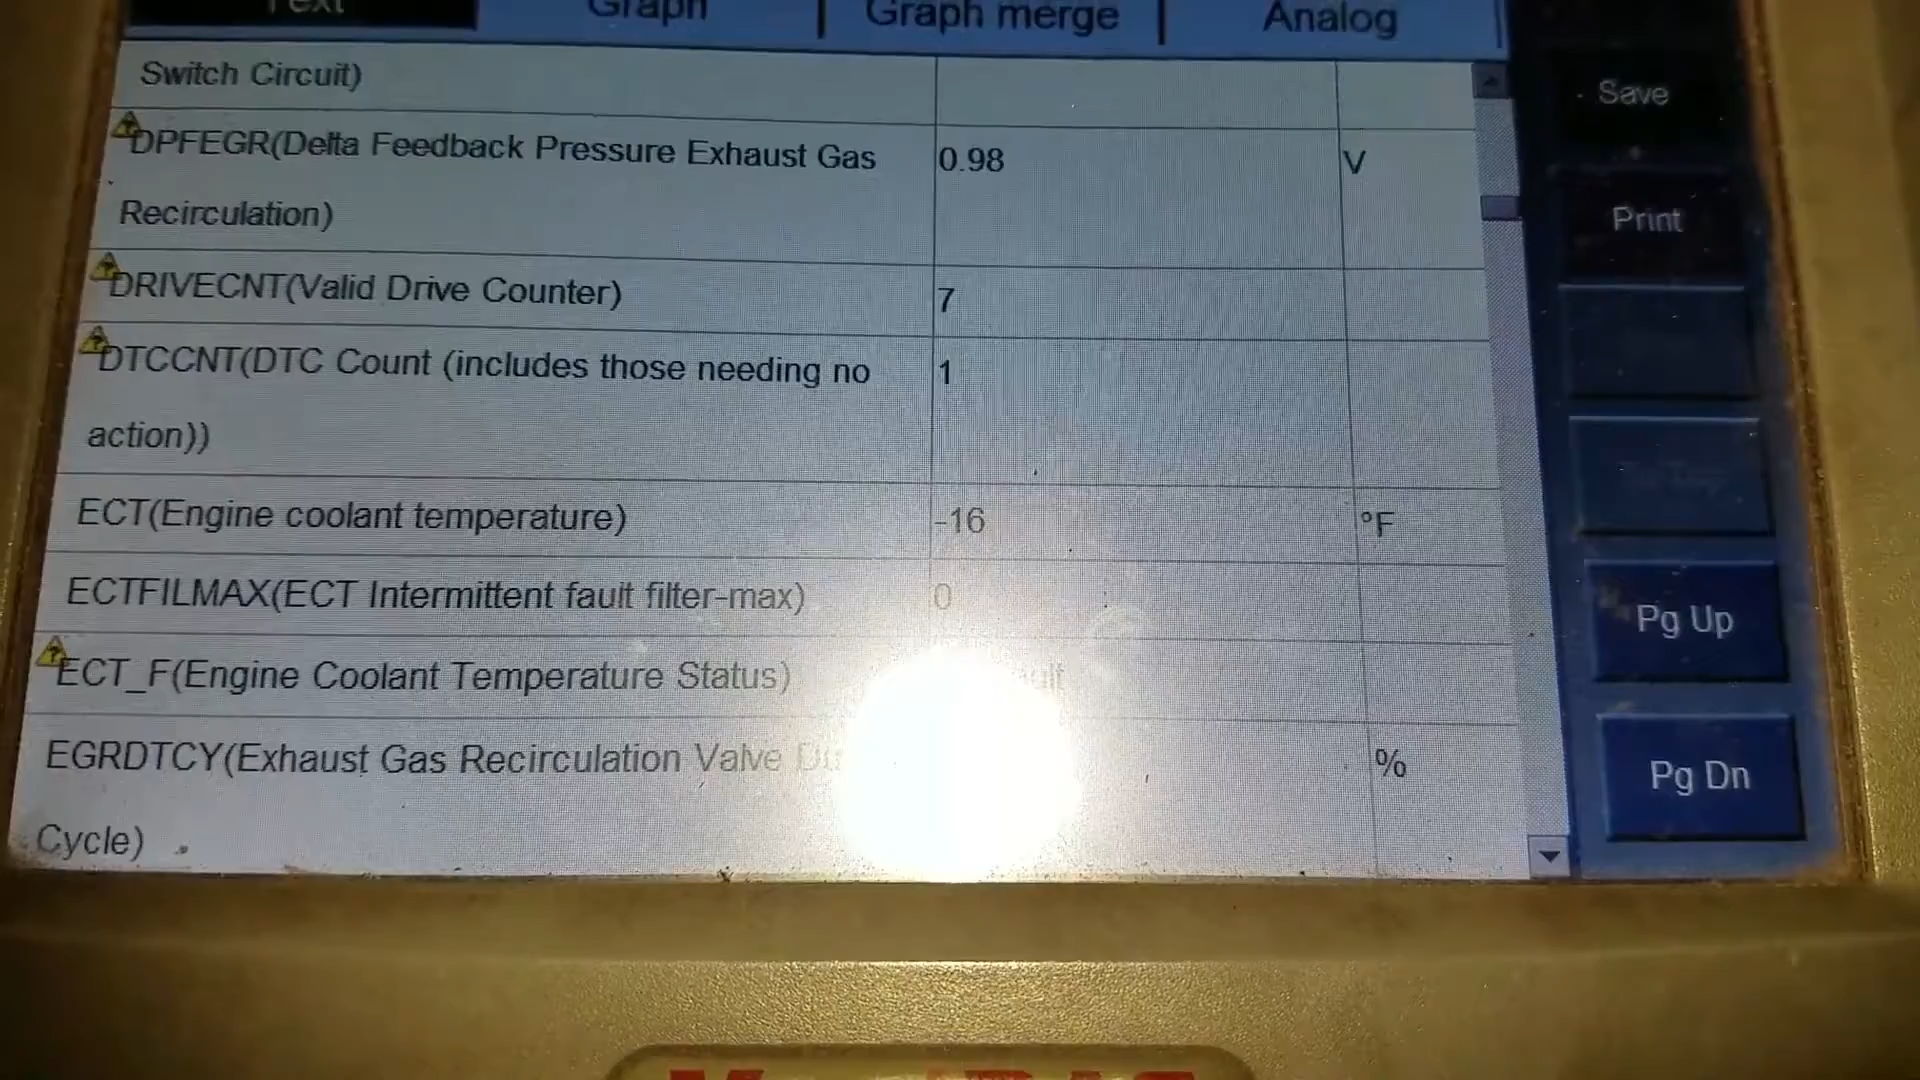 Text Graph Graph merge Analog
Switch Circuit)
Save
DPFEGR(Delta Feedback Pressure Exhaust Gas 0.98 V
Recirculation)
Print
DRIVECNT(Valid Drive Counter) 7
DTCCNT(DTC Count (includes those needing no 1
action))
ECT(Engine coolant temperature) -16 °F
ECTFILMAX(ECT Intermittent fault filter-max) 0
Pg Up
ECT_F(Engine Coolant Temperature Status)
EGRDTCY(Exhaust Gas Recirculation Valve %
Pg Dn
Cycle)